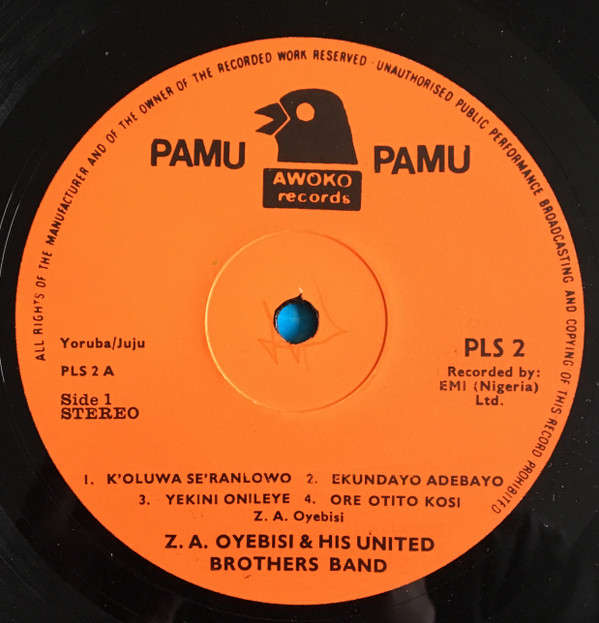 ALL RIGHTS OF THE MANUFACTURER AND OF THE OWNER OF THE RECORDED WORK RESERVED · UNAUTHORISED PUBLIC PERFORMANCE BROADCASTING AND COPYING OF THIS RECORD PROHIBITED
PAMU PAMU
AWOKO
records
Yoruba/Juju
PLS 2 A
Side 1
STEREO
PLS 2
Recorded by:
EMI (Nigeria)
Ltd.
1. K'OLUWA SE'RANLOWO 2. EKUNDAYO ADEBAYO
3. YEKINI ONILEYE 4. ORE OTITO KOSI
Z. A. Oyebisi
Z. A. OYEBISI & HIS UNITED
BROTHERS BAND